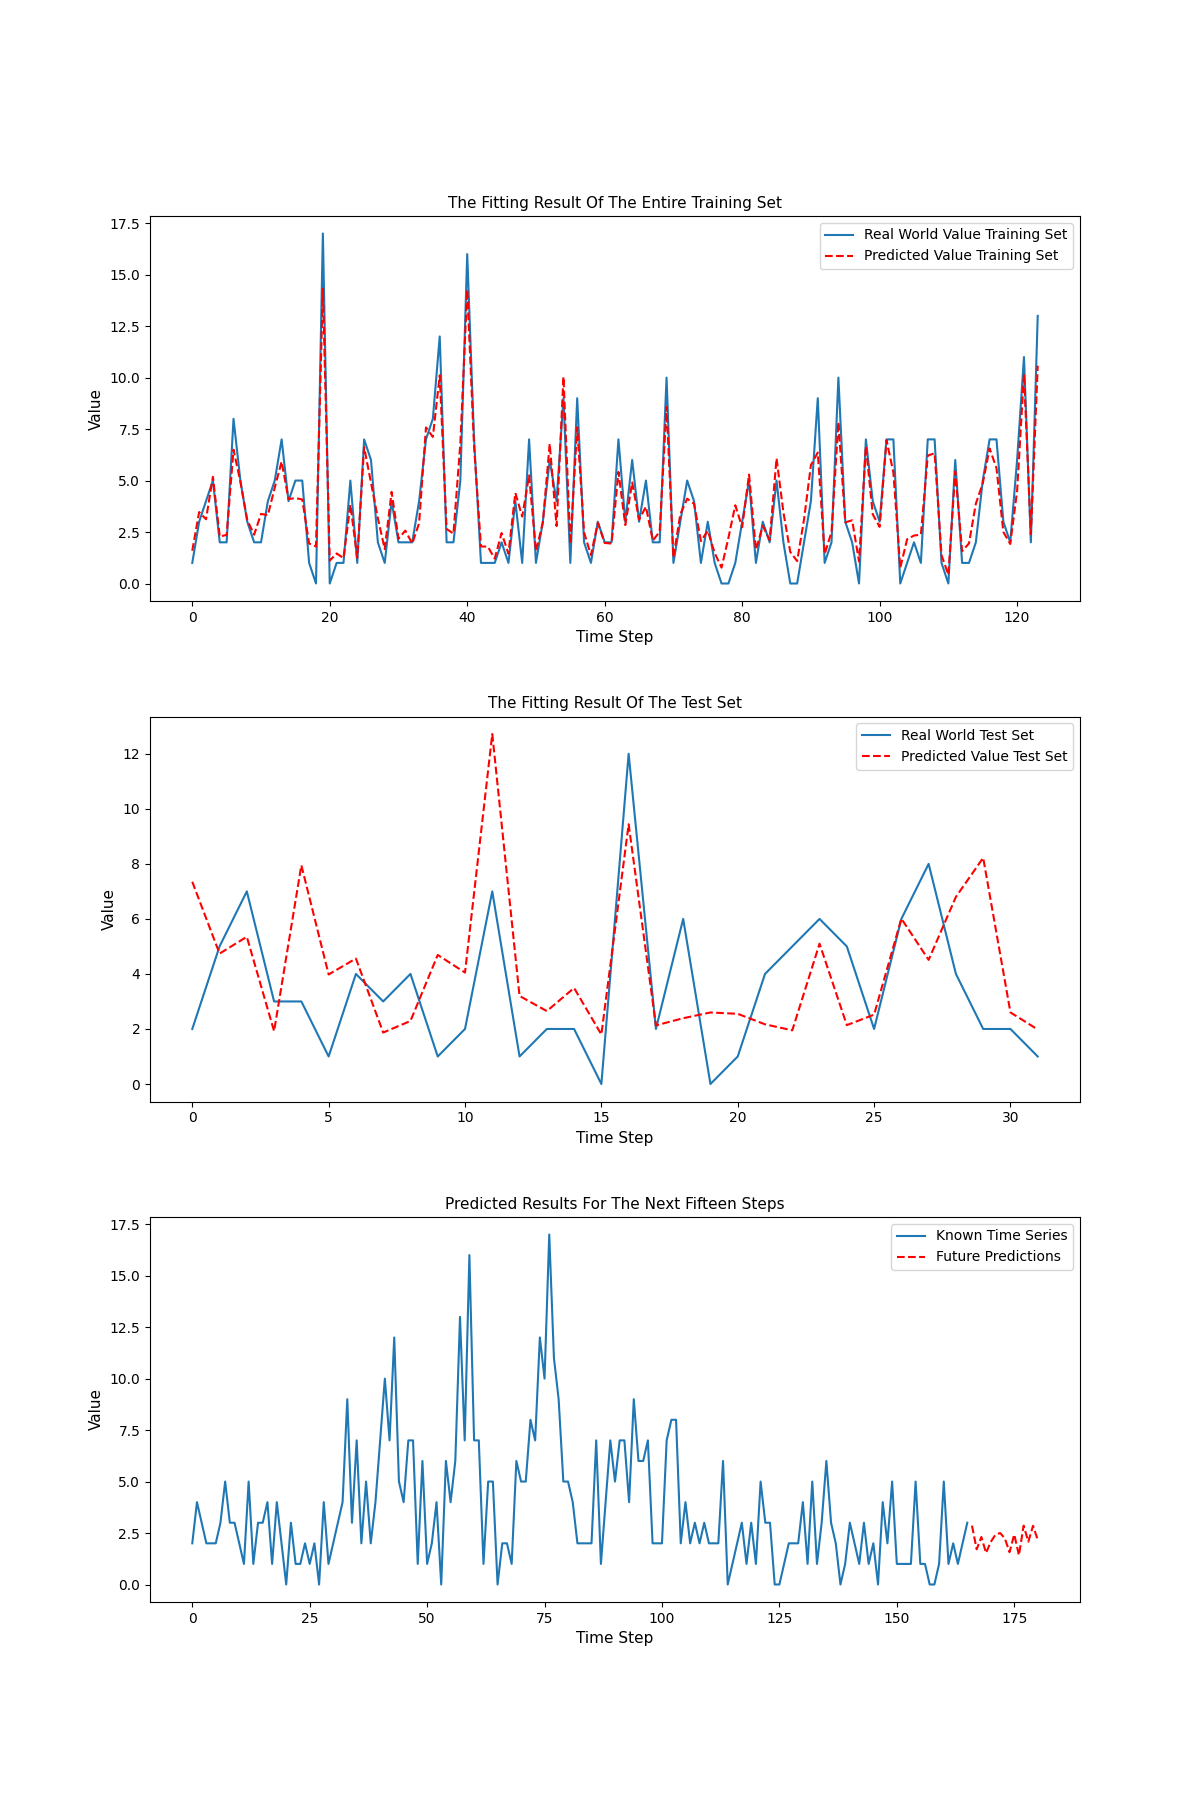 The Fitting Result Of The Entire Training Set
17.5
15.0
12.5
10.0
7.5
5.0
2.5
0.0
Value
Real World Value Training Set
Predicted Value Training Set
0 20 40 60 80 100 120
Time Step
The Fitting Result Of The Test Set
12
10
8
6
4
2
0
Value
Real World Test Set
Predicted Value Test Set
0 5 10 15 20 25 30
Time Step
Predicted Results For The Next Fifteen Steps
17.5
15.0
12.5
10.0
7.5
5.0
2.5
0.0
Value
Known Time Series
Future Predictions
0 25 50 75 100 125 150 175
Time Step